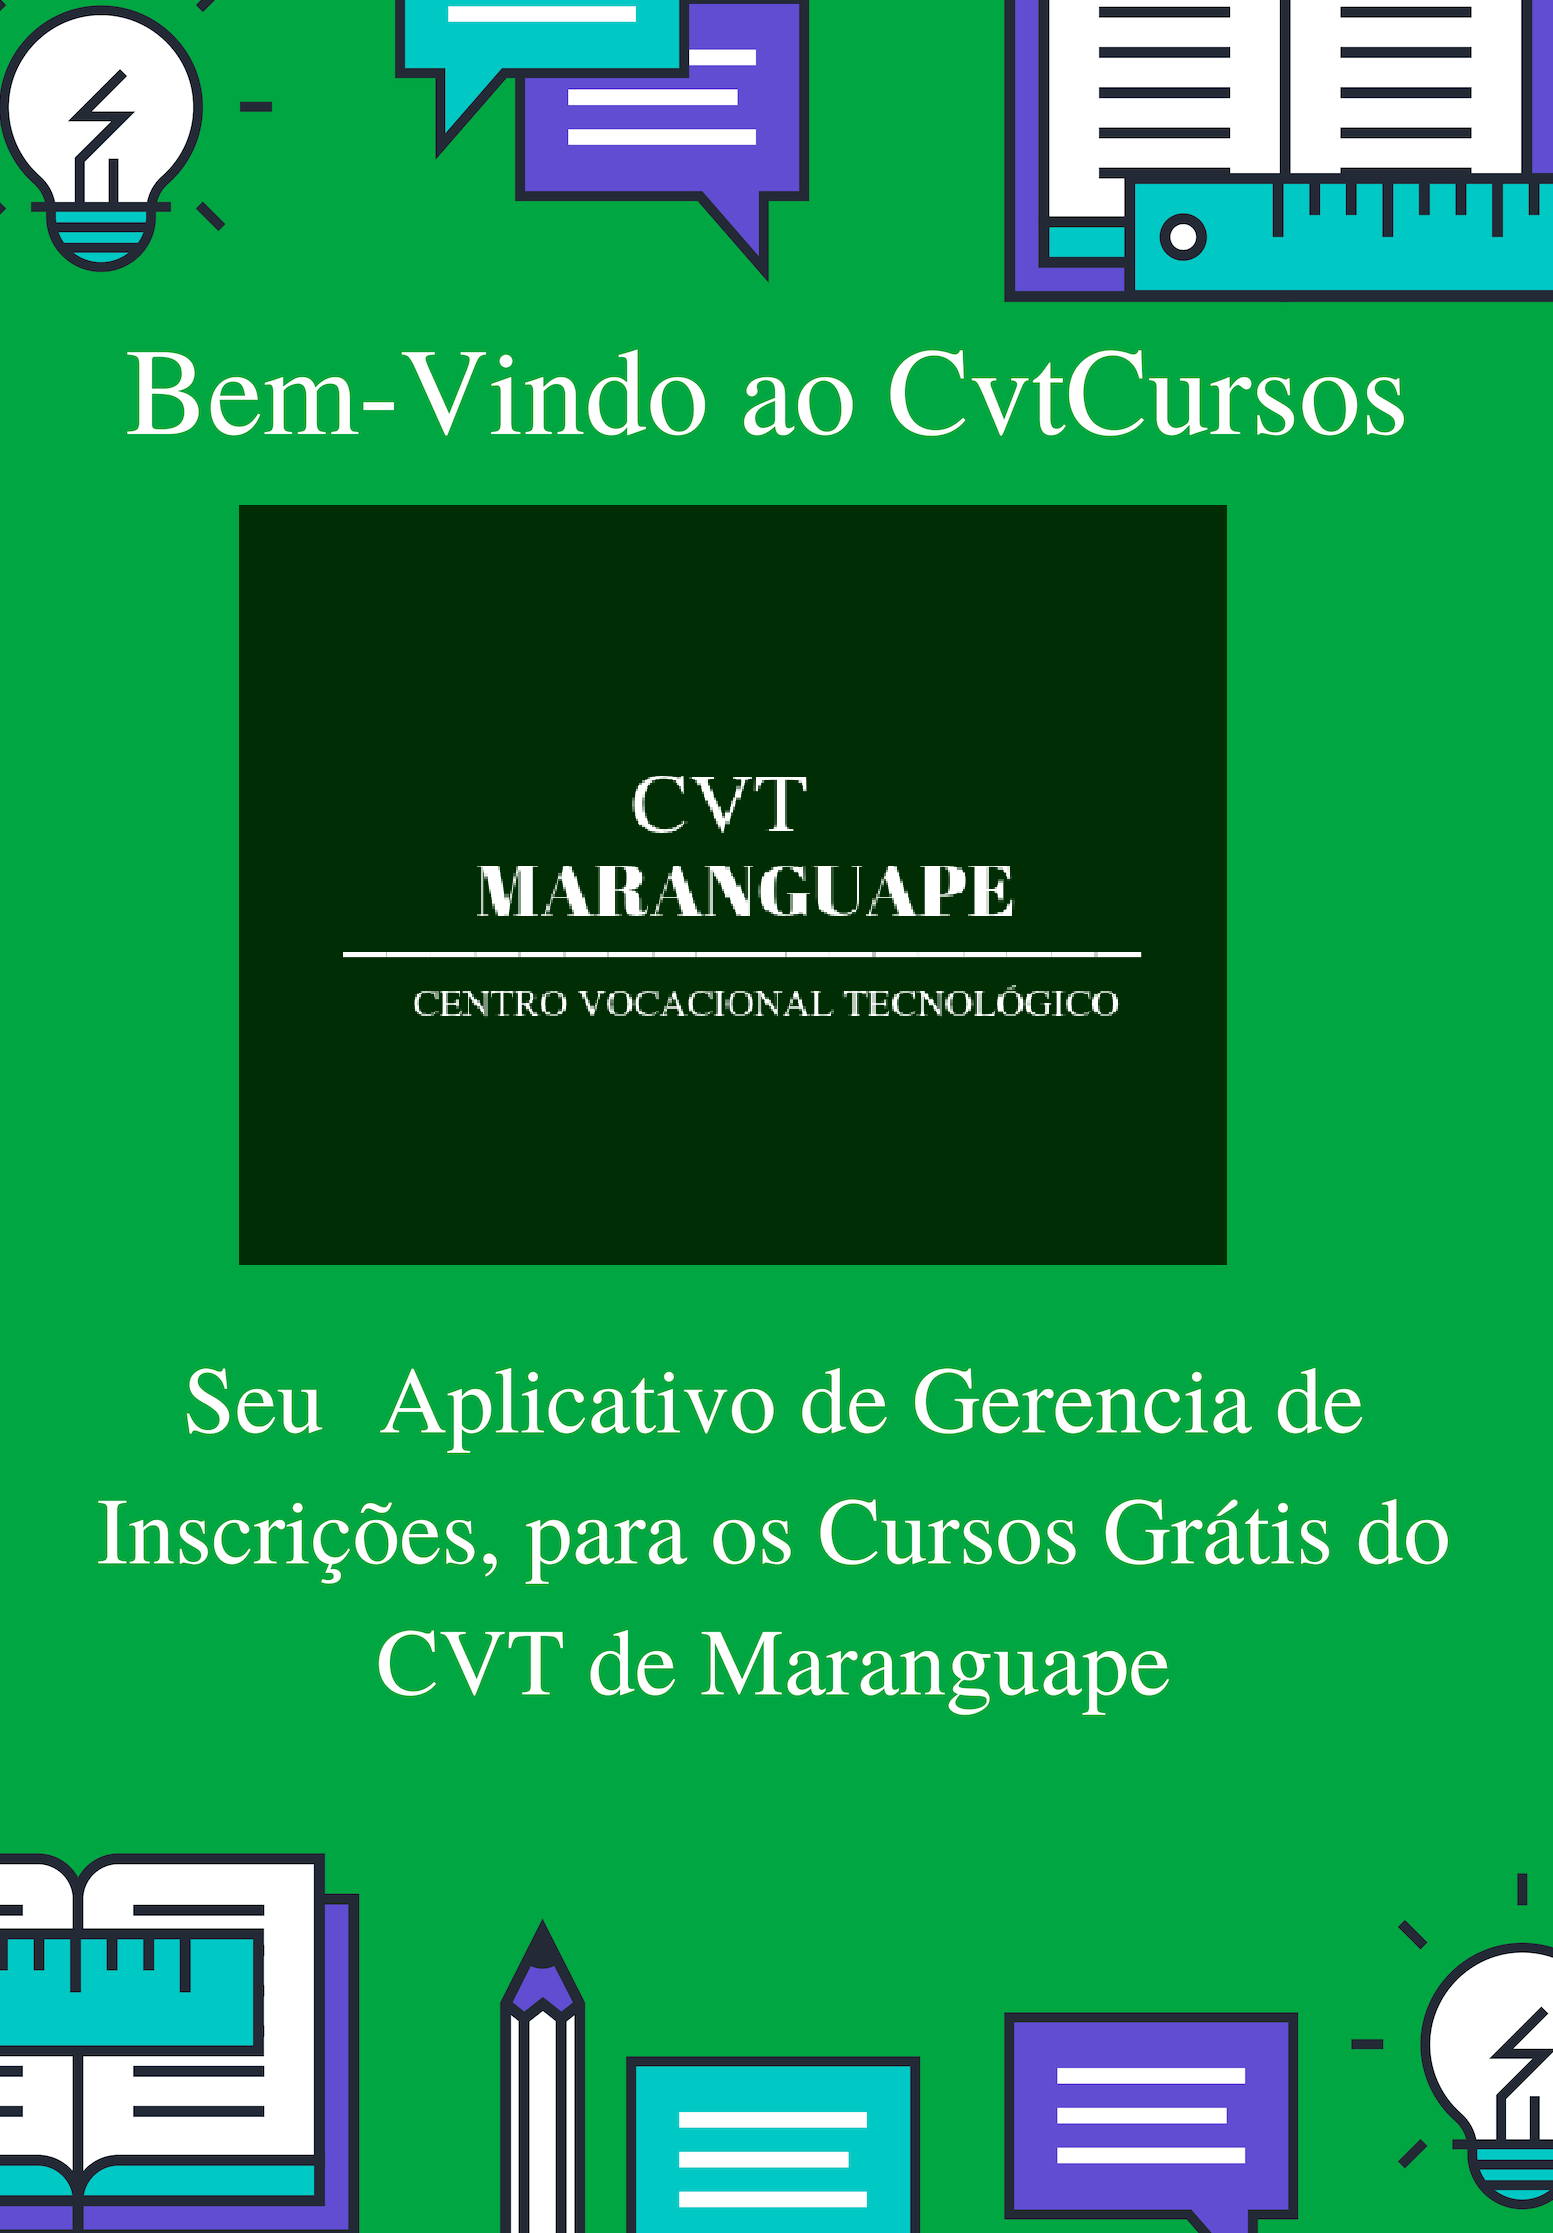 Bem-Vindo ao CvtCursos
CVT
MARANGUAPE
CENTRO VOCACIONAL TECNOLÓGICO
Seu Aplicativo de Gerencia de
Inscrições, para os Cursos Grátis do
CVT de Maranguape